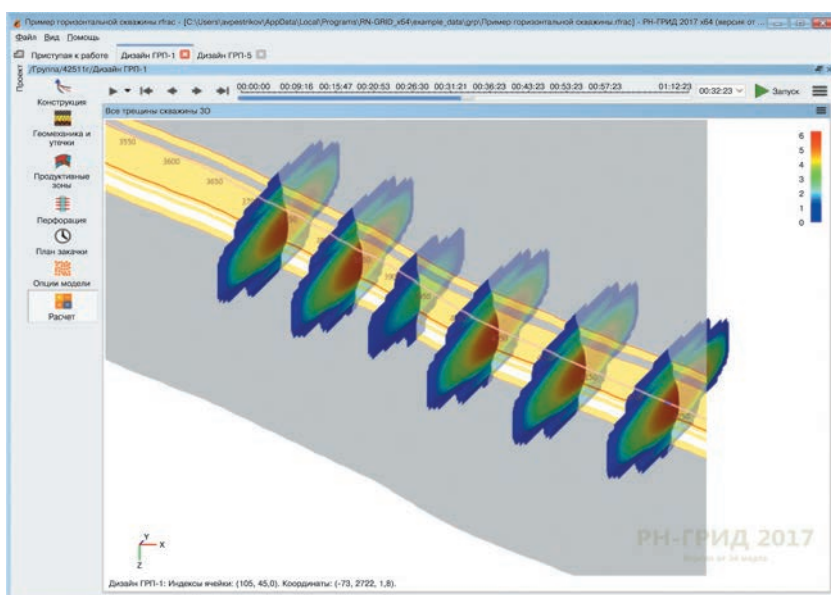 Пример горизонтальной скважины.rfrac - [C:\Users\avpestrikov\AppData\Local\Programs\RN-GRID_x64\example_data\grp\Пример горизонтальной скважины.rfrac] - РН-ГРИД 2017 x64 (версия от ...
Файл Вид Помощь
Приступая к работе Дизайн ГРП-1 Дизайн ГРП-5
Проект
/Группа/42511г/Дизайн ГРП-1
00:00:00 00:09:16 00:15:47 00:20:53 00:26:30 00:31:21 00:36:23 00:43:23 00:53:23 00:57:23 01:12:23 00:32:23 Запуск
Конструкция
Геомеханика и
утечки
Продуктивные
зоны
Перфорация
План закачки
Опции модели
Расчет
Все трещины скважины 3D
6
5
4
3
2
1
0
3550
3600
3650
Y
X
Z
РН-ГРИД 2017
версия от 24 марта
Дизайн ГРП-1: Индексы ячейки: (105, 45,0). Координаты: (-73, 2722, 1,8).